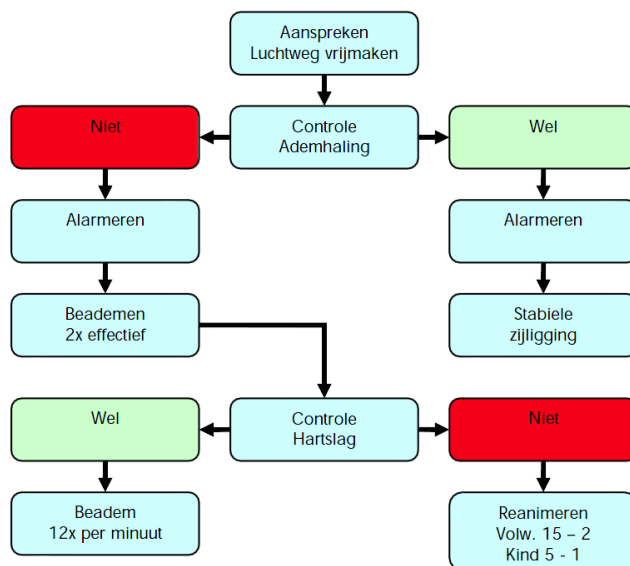 Aanspreken
Luchtweg vrijmaken
Niet
Controle
Ademhaling
Wel
Alarmeren
Alarmeren
Beademen
2x effectief
Stabiele
zijligging
Wel
Controle
Hartslag
Niet
Beadem
12x per minuut
Reanimeren
Volw. 15 – 2
Kind 5 - 1